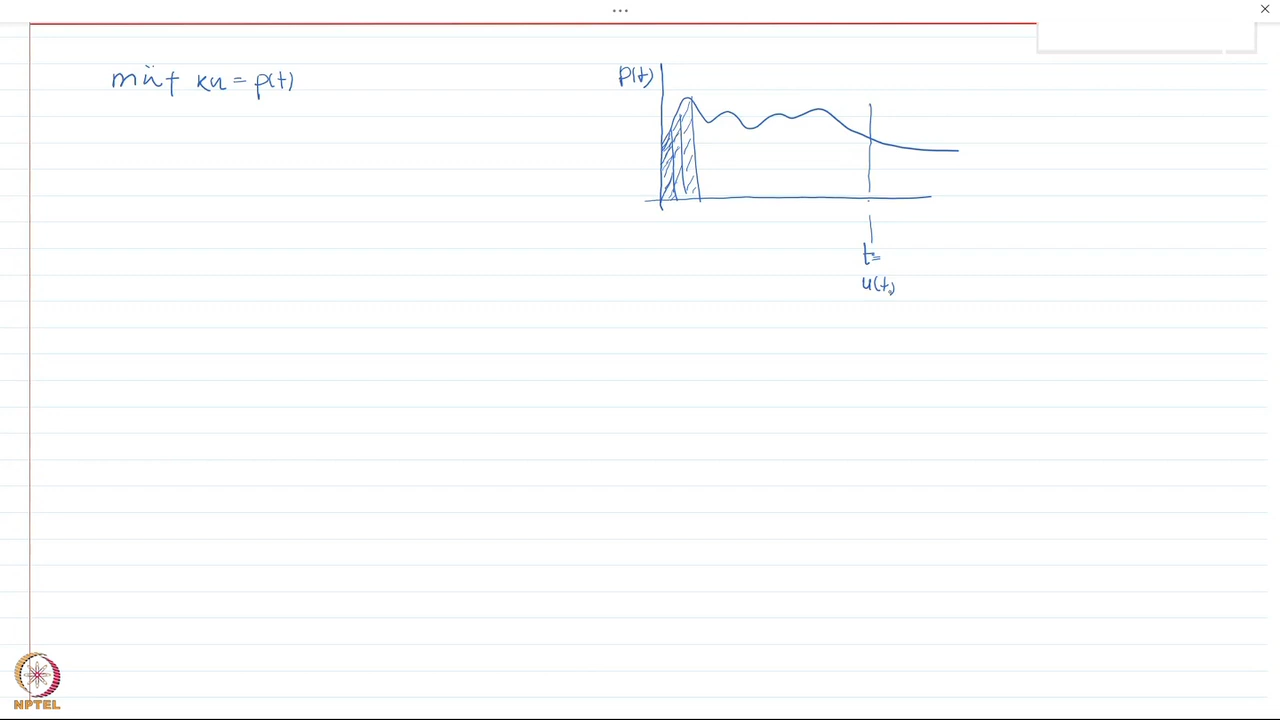 mü + ku = p(t)
p(t)
t=
u(t)
NPTEL